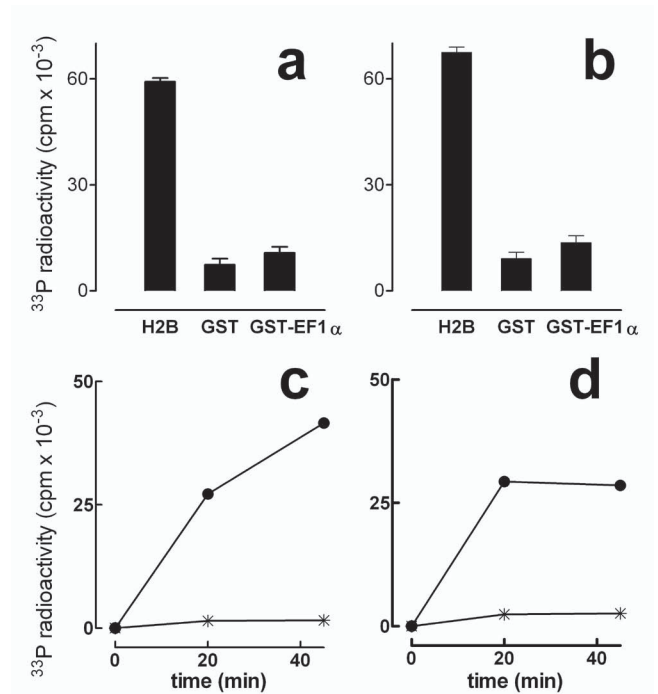 a
b
³³P radioactivity (cpm x 10⁻³)
60
30
0
60
30
0
H2B GST GST-EF1 α
H2B GST GST-EF1 α
c
d
³³P radioactivity (cpm x 10⁻³)
50
25
0
50
25
0
0 20 40
0 20 40
time (min)
time (min)